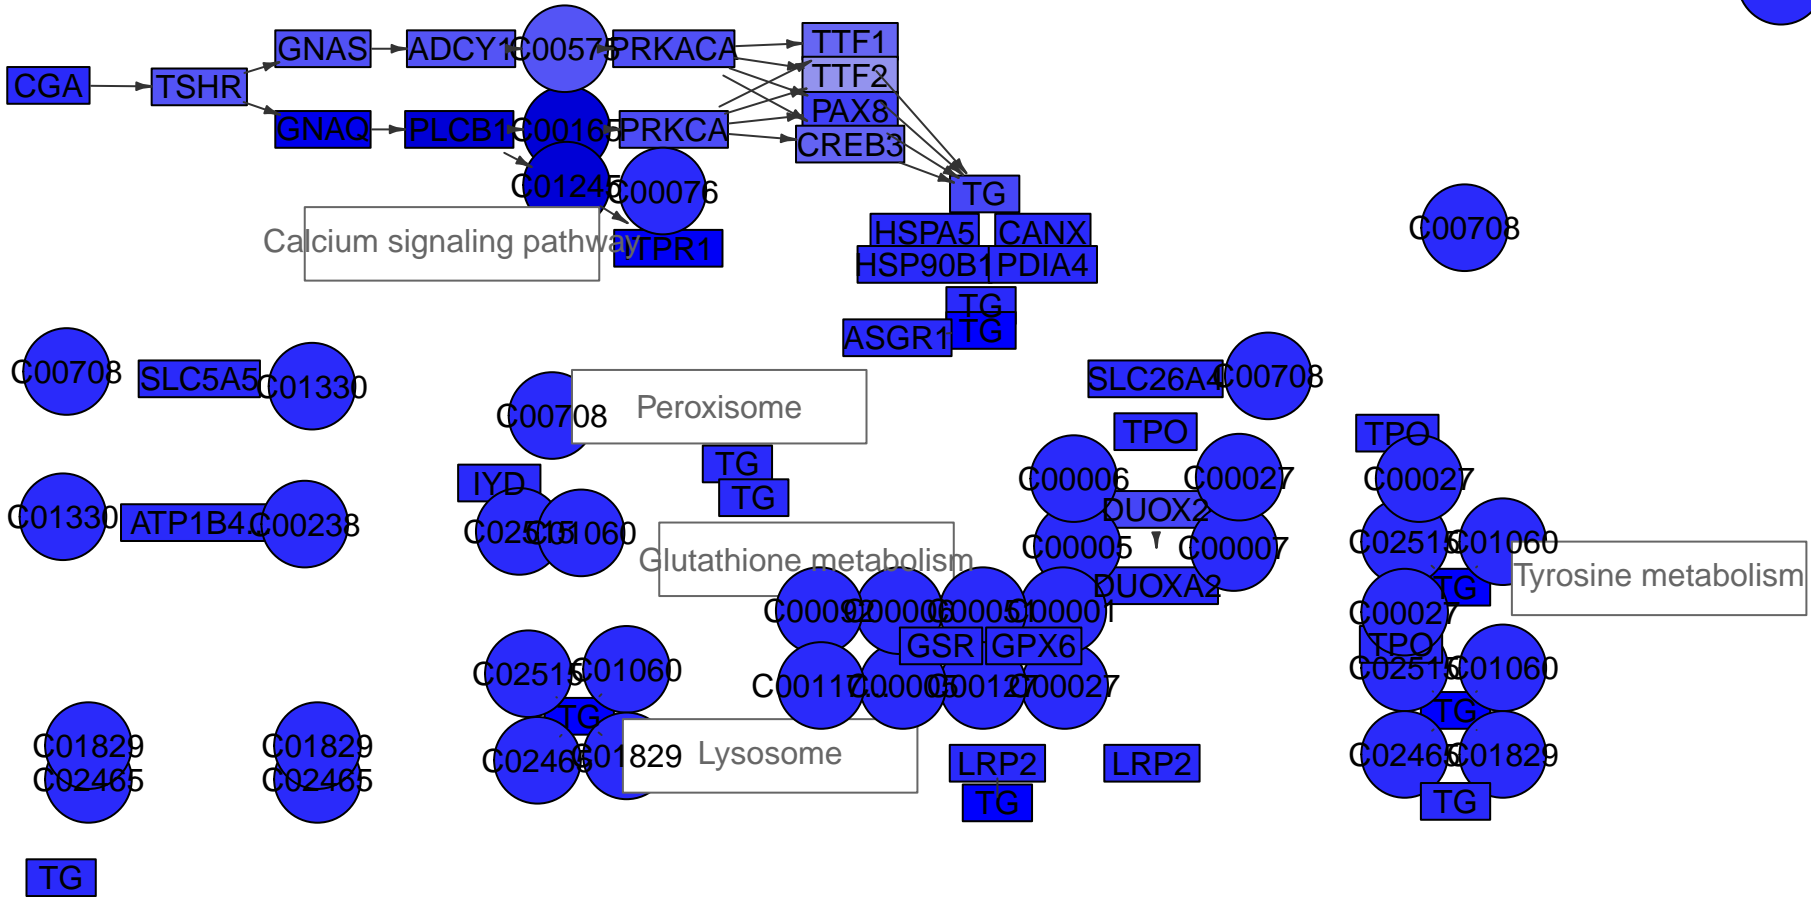 GNAS
ADCY1
C00575
PRKACA
TTF1
TTF2
CGA
TSHR
PAX8
GNAQ
PLCB1
C00165
PRKCA
CREB3
C01245
C00076
TG
HSPA5
CANX
C00708
Calcium signaling pathway
TPR1
HSP90B1
PDIA4
TG
ASGR1
TG
C00708
SLC5A5
C01330
SLC26A4
C00708
C00708
Peroxisome
TPO
TPO
IYD
TG
TG
C00006
C00027
C00027
C01330
ATP1B4...
C00238
C02515
C01060
DUOX2
C00005
C00007
C02515
C01060
Glutathione metabolism
DUOXA2
TG
Tyrosine metabolism
C00092
C00006
C00051
C00001
C00027
GSR
GPX6
TPO
C02515
C01060
C00117...
C00005
C00127
C00027
C02515
C01060
TG
TG
C01829
C01829
C02465
C01829
Lysosome
LRP2
LRP2
C02465
C01829
C02465
C02465
TG
TG
TG